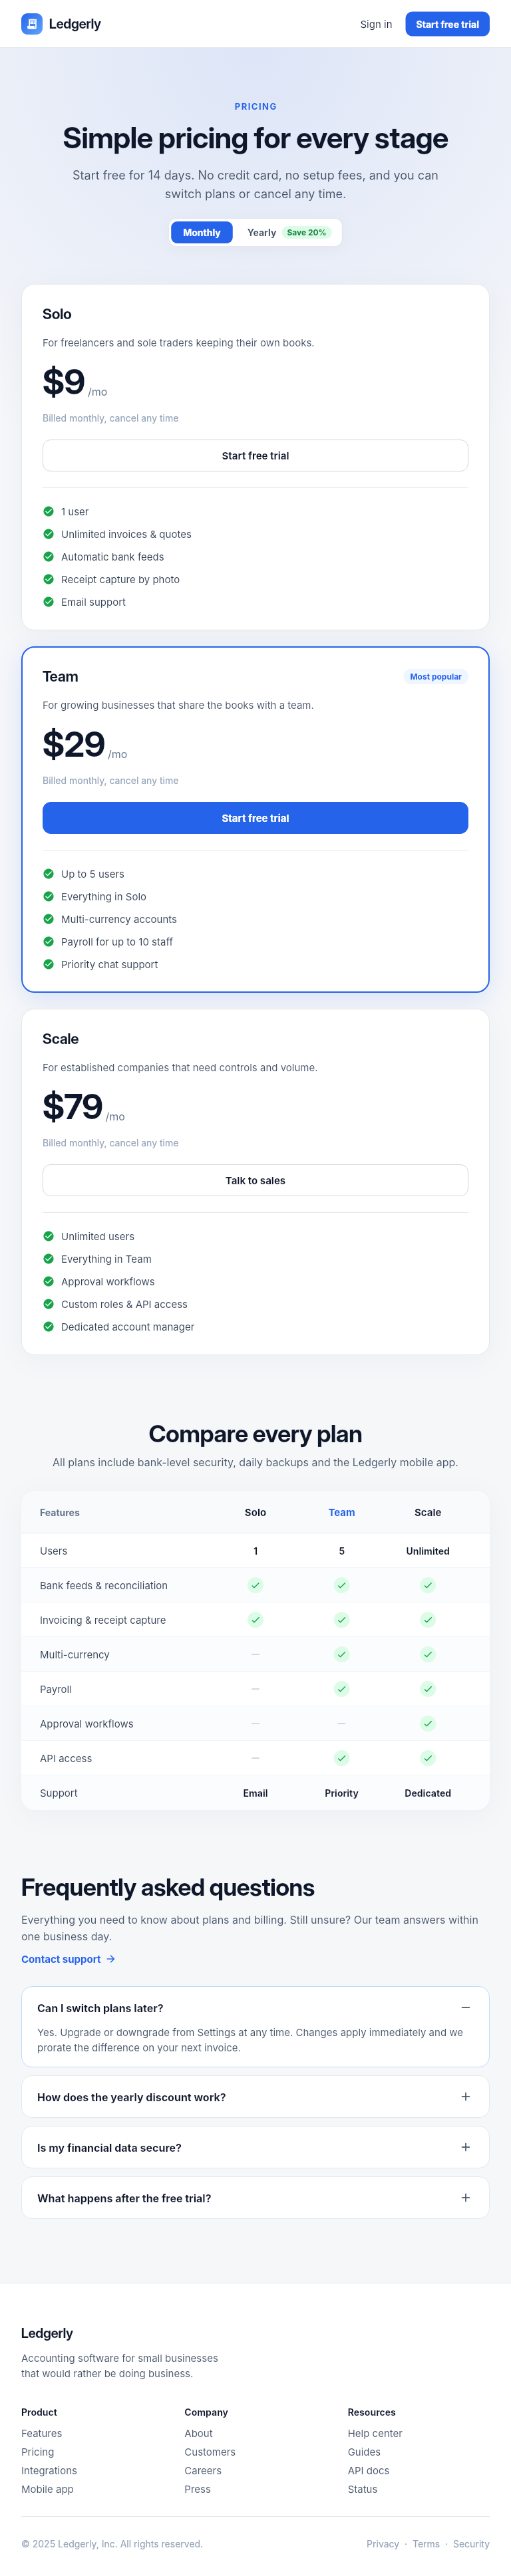 Ledgerly
Sign in
Start free trial
PRICING
Simple pricing for every stage
Start free for 14 days. No credit card, no setup fees, and you can
switch plans or cancel any time.
Monthly
Yearly Save 20%
Solo
For freelancers and sole traders keeping their own books.
$9 /mo
Billed monthly, cancel any time
Start free trial
1 user
Unlimited invoices & quotes
Automatic bank feeds
Receipt capture by photo
Email support
Team
Most popular
For growing businesses that share the books with a team.
$29 /mo
Billed monthly, cancel any time
Start free trial
Up to 5 users
Everything in Solo
Multi-currency accounts
Payroll for up to 10 staff
Priority chat support
Scale
For established companies that need controls and volume.
$79 /mo
Billed monthly, cancel any time
Talk to sales
Unlimited users
Everything in Team
Approval workflows
Custom roles & API access
Dedicated account manager
Compare every plan
All plans include bank-level security, daily backups and the Ledgerly mobile app.
Features Solo Team Scale
Users 1 5 Unlimited
Bank feeds & reconciliation
Invoicing & receipt capture
Multi-currency — 
Payroll —
Approval workflows — —
API access —
Support Email Priority Dedicated
Frequently asked questions
Everything you need to know about plans and billing. Still unsure? Our team answers within
one business day.
Contact support →
Can I switch plans later?
Yes. Upgrade or downgrade from Settings at any time. Changes apply immediately and we
prorate the difference on your next invoice.
How does the yearly discount work?
Is my financial data secure?
What happens after the free trial?
Ledgerly
Accounting software for small businesses
that would rather be doing business.
Product
Features
Pricing
Integrations
Mobile app
Company
About
Customers
Careers
Press
Resources
Help center
Guides
API docs
Status
© 2025 Ledgerly, Inc. All rights reserved.
Privacy · Terms · Security